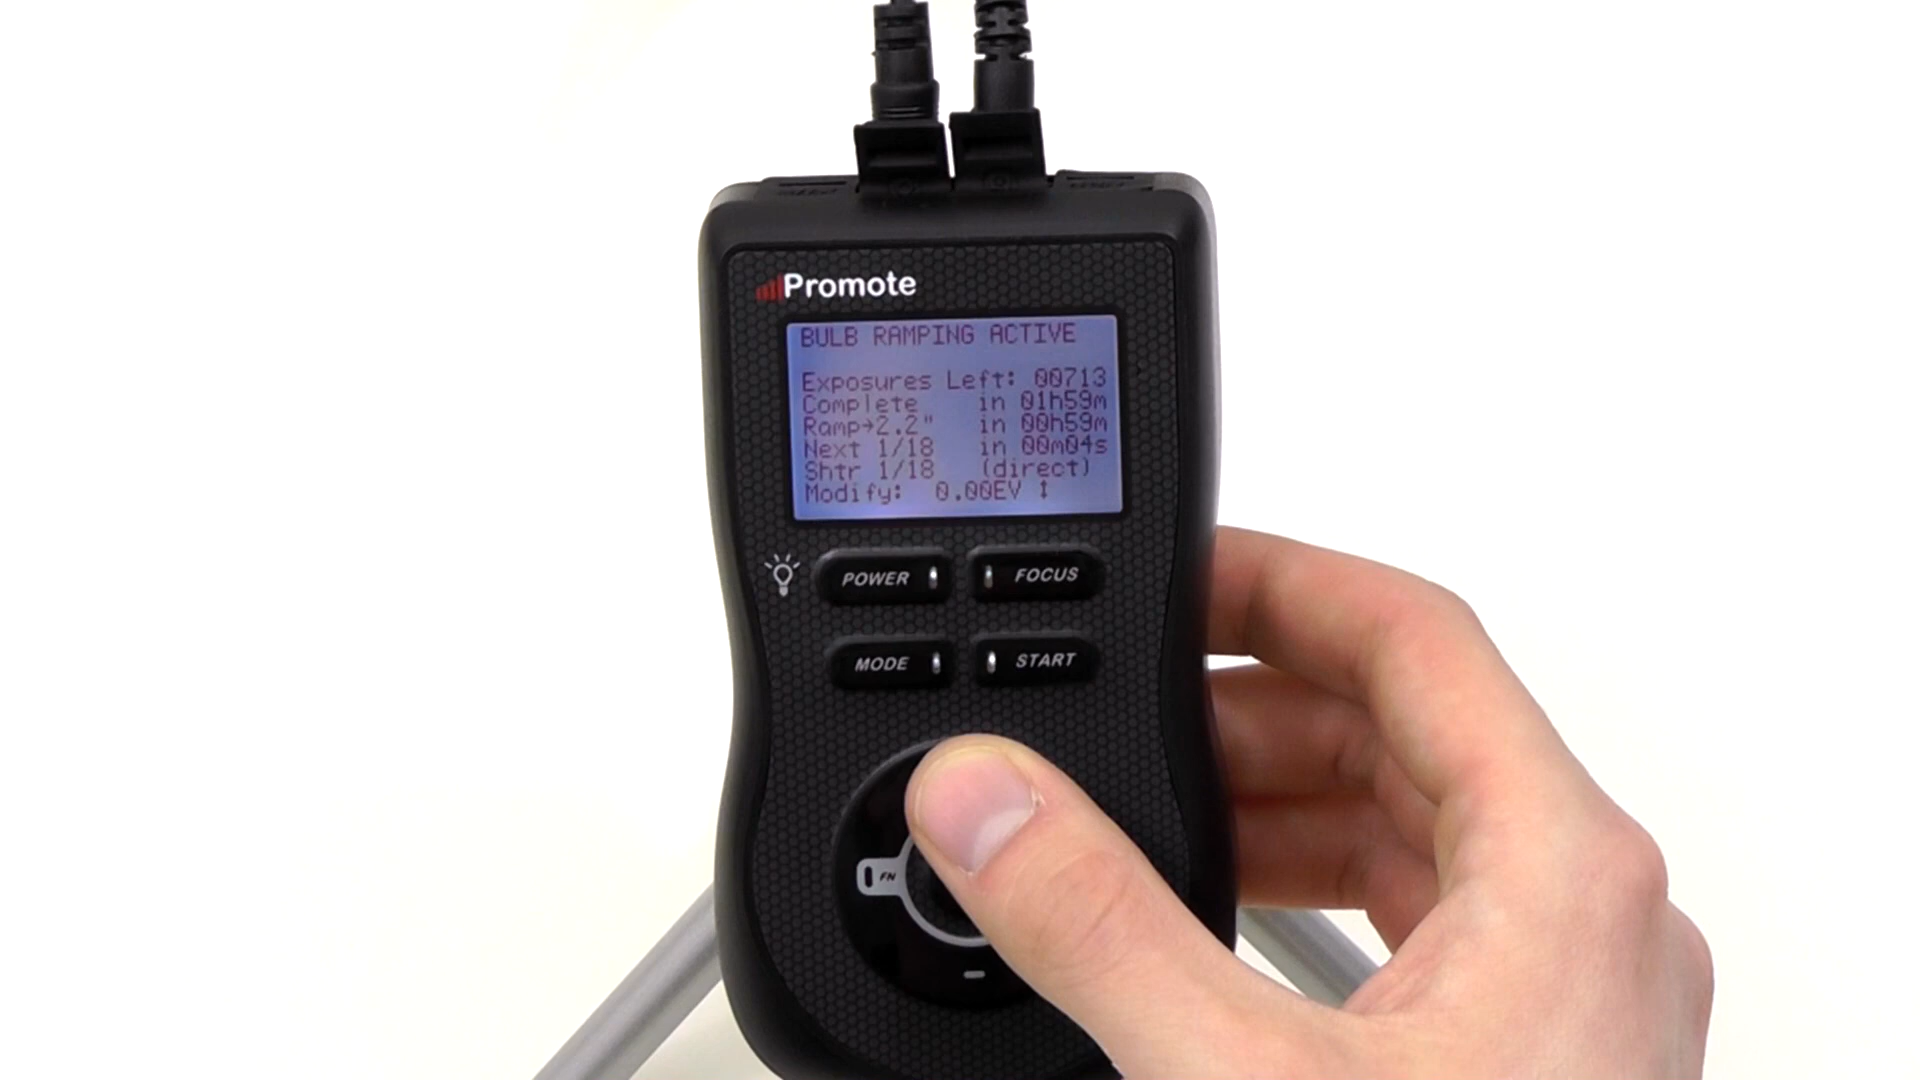 Promote
BULB RAMPING ACTIVE
Exposures Left: 00713
Complete in 01h59m
Ramp→2.2" in 00h59m
Next 1/18 in 00m04s
Shtr 1/18 (direct)
Modify: 0.00EV ↕
POWER FOCUS
MODE START
FN
-